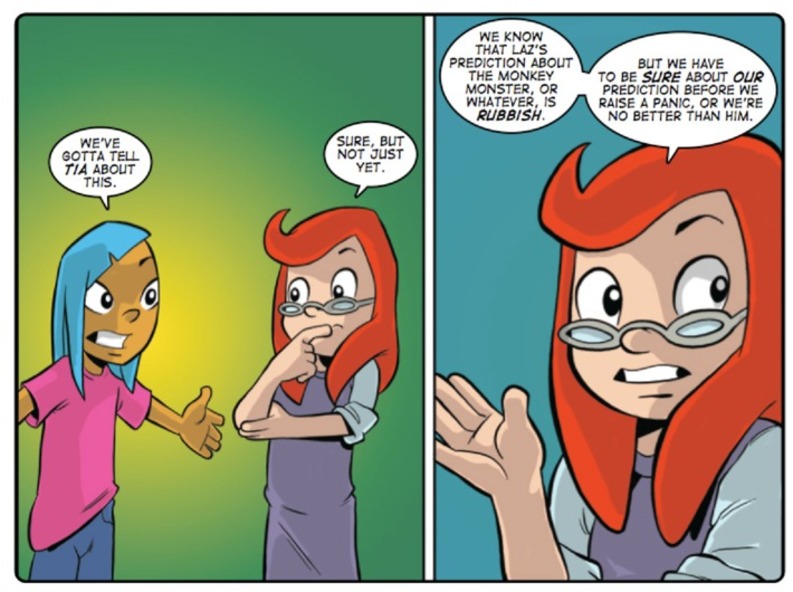 WE'VE
GOTTA TELL
TIA ABOUT
THIS.
SURE, BUT
NOT JUST
YET.
WE KNOW
THAT LAZ'S
PREDICTION ABOUT
THE MONKEY
MONSTER, OR
WHATEVER, IS
RUBBISH.
BUT WE HAVE
TO BE SURE ABOUT OUR
PREDICTION BEFORE WE
RAISE A PANIC, OR WE'RE
NO BETTER THAN HIM.